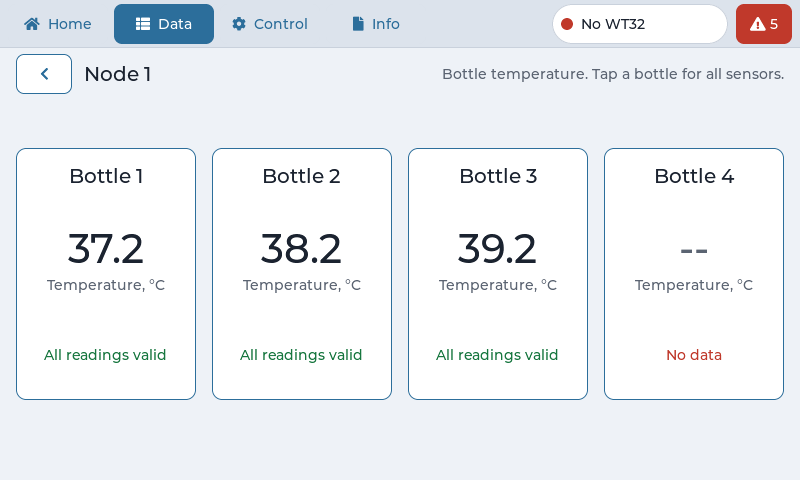 Home Data Control Info No WT32 5
Node 1 Bottle temperature. Tap a bottle for all sensors.
Bottle 1 Bottle 2 Bottle 3 Bottle 4
37.2 38.2 39.2 --
Temperature, °C Temperature, °C Temperature, °C Temperature, °C
All readings valid All readings valid All readings valid No data